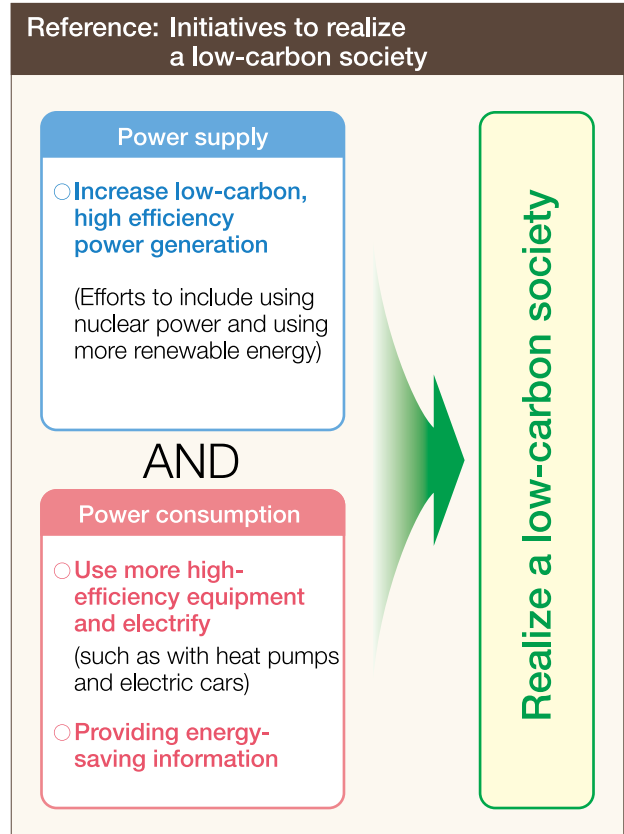 Reference: Initiatives to realize
a low-carbon society
Power supply
○Increase low-carbon,
high efficiency
power generation
(Efforts to include using
nuclear power and using
more renewable energy)
AND
Power consumption
○Use more high-
efficiency equipment
and electrify
(such as with heat pumps
and electric cars)
○Providing energy-
saving information
Realize a low-carbon society